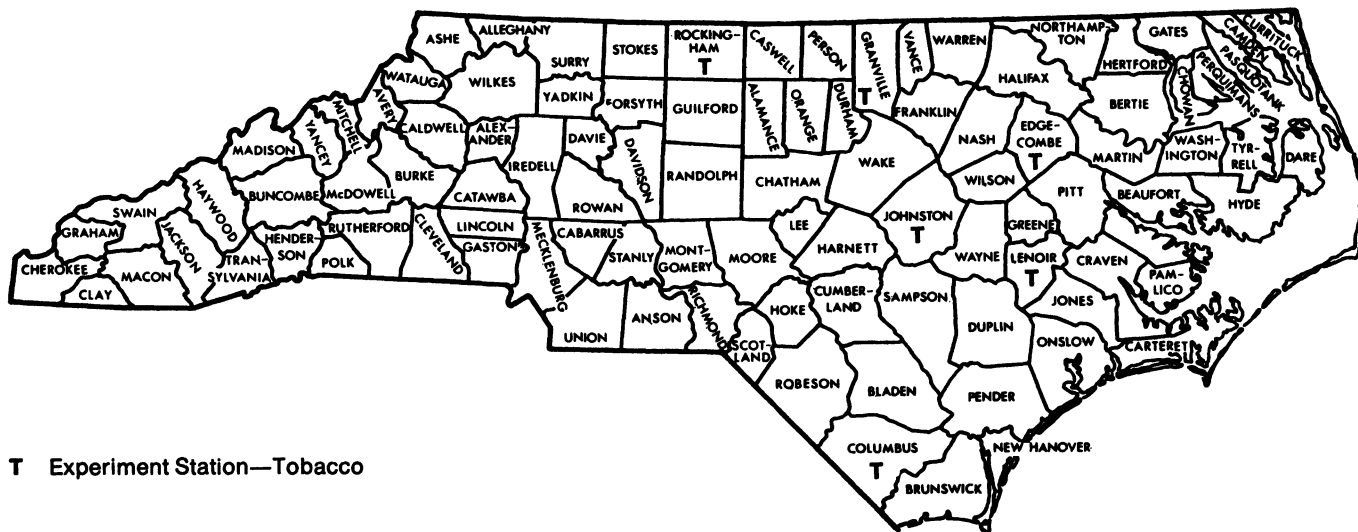 ASHE
ALLEGHANY
SURRY
STOKES
ROCKING-
HAM
T
CASWELL
PERSON
GRANVILLE
T
VANCE
WARREN
NORTHAMP-
TON
GATES
CURRITUCK
CAMDEN
PASQUOTANK
PERQUIMANS
CHOWAN
HERTFORD
HALIFAX
BERTIE
WATAUGA
WILKES
YADKIN
FORSYTH
GUILFORD
ALAMANCE
ORANGE
DURHAM
FRANKLIN
NASH
EDGE-
COMBE
T
MARTIN
WASH-
INGTON
TYR-
RELL
DARE
MITCHELL
AVERY
YANCEY
CALDWELL
ALEX-
ANDER
IREDELL
DAVIE
DAVIDSON
RANDOLPH
CHATHAM
WAKE
WILSON
PITT
BEAUFORT
HYDE
MADISON
BUNCOMBE
McDOWELL
BURKE
CATAWBA
ROWAN
LEE
JOHNSTON
T
GREENE
HAYWOOD
SWAIN
GRAHAM
JACKSON
HENDER-
SON
RUTHERFORD
POLK
CLEVELAND
LINCOLN
GASTON
MECKLENBURG
CABARRUS
STANLY
MONT-
GOMERY
MOORE
HARNETT
WAYNE
LENOIR
T
CRAVEN
PAM-
LICO
CHEROKEE
CLAY
MACON
TRAN-
SYLVANIA
UNION
ANSON
RICHMOND
SCOT-
LAND
HOKE
CUMBER-
LAND
SAMPSON
DUPLIN
JONES
ONSLOW
CARTERET
ROBESON
BLADEN
PENDER
COLUMBUS
T
NEW HANOVER
BRUNSWICK
T Experiment Station—Tobacco